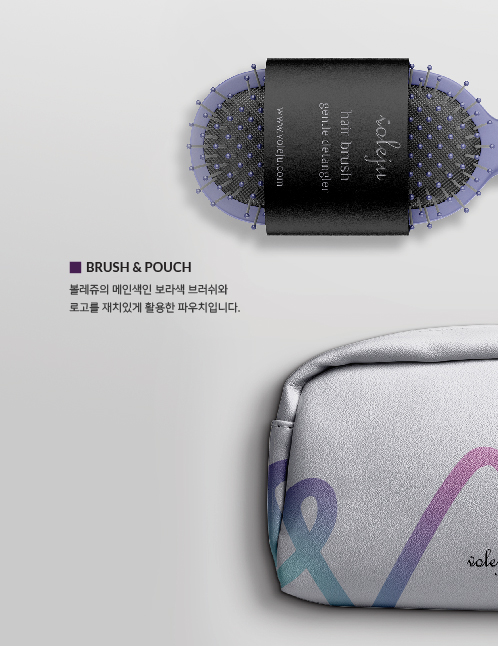 voleju
hair brush
gentle detangler
www.voreju.com
BRUSH & POUCH
볼레쥬의 메인색인 보라색 브러쉬와
로고를 재치있게 활용한 파우치입니다.